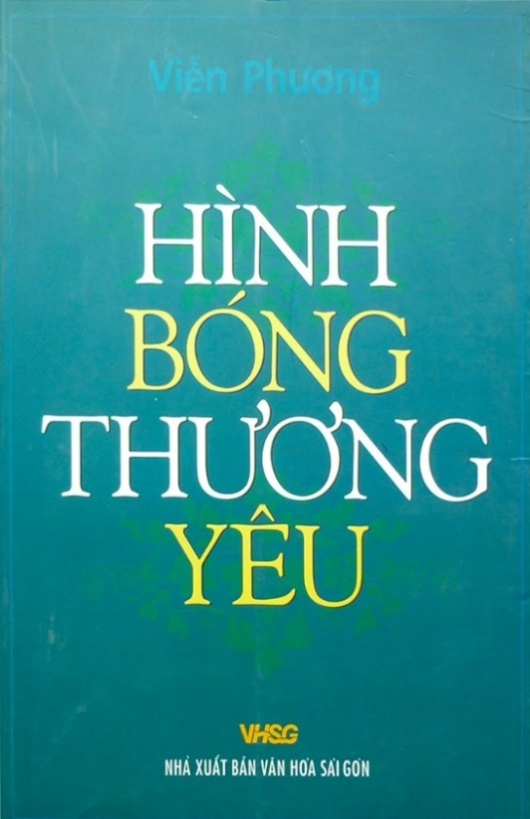 Viễn Phương
HÌNH
BÓNG
THƯƠNG
YÊU
VHSG
NHÀ XUẤT BẢN VĂN HÓA SÀI GÒN